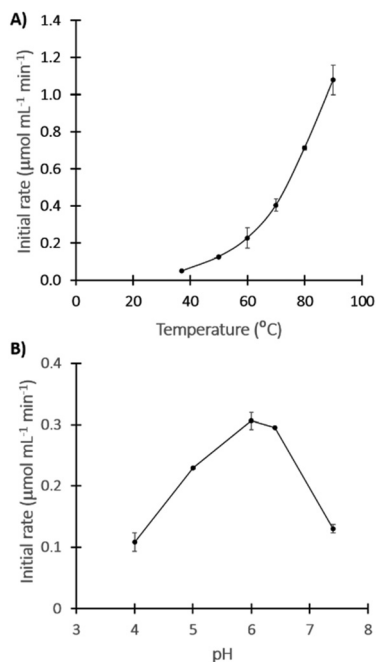 A)
Initial rate (µmol mL⁻¹ min⁻¹)
1.4
1.2
1.0
0.8
0.6
0.4
0.2
0.0
0 20 40 60 80 100
Temperature (⁰C)
B)
Initial rate (µmol mL⁻¹ min⁻¹)
0.4
0.3
0.2
0.1
0
3 4 5 6 7 8
pH